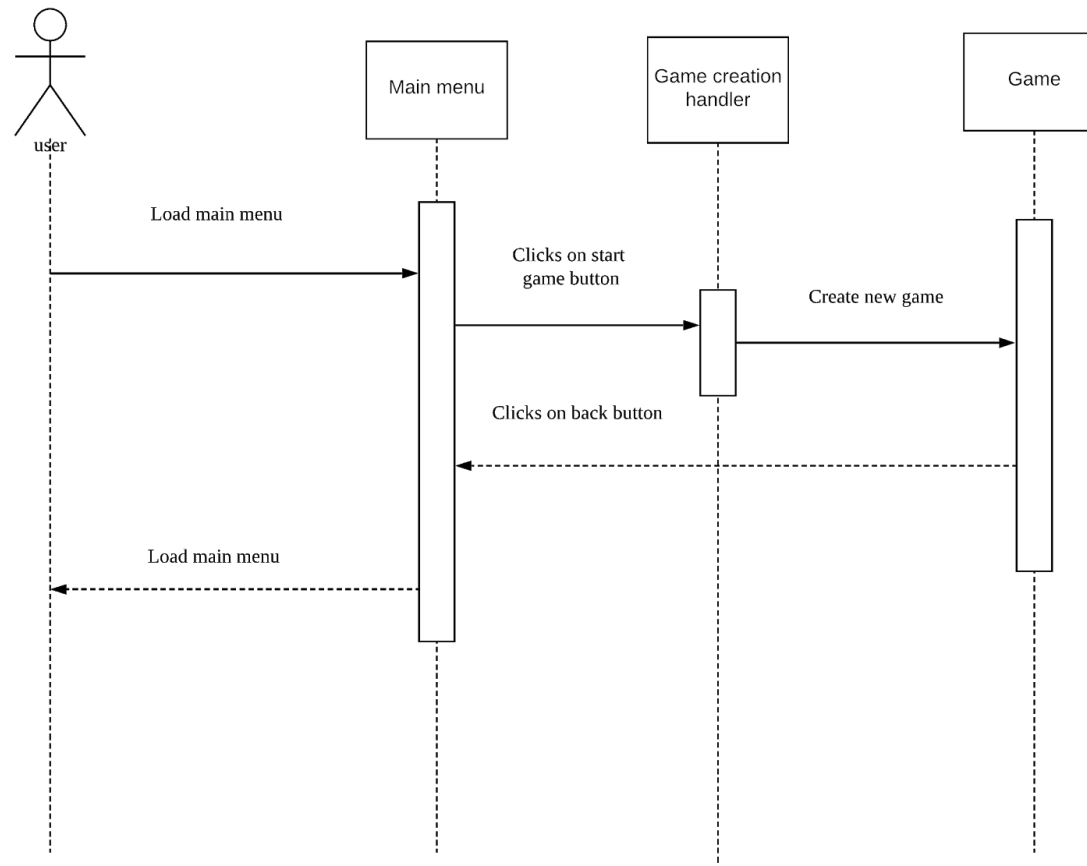 user
Main menu
Game creation
handler
Game
Load main menu
Clicks on start
game button
Create new game
Clicks on back button
Load main menu